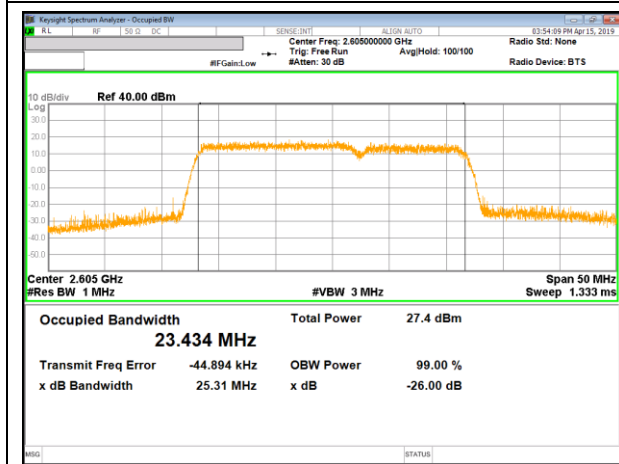 Keysight Spectrum Analyzer - Occupied BW
RL RF 50 Ω DC SENSE:INT ALIGN AUTO 03:54:09 PM Apr 15, 2019
Center Freq: 2.605000000 GHz Radio Std: None
Trig: Free Run Avg|Hold: 100/100
#IFGain:Low #Atten: 30 dB Radio Device: BTS
10 dB/div Ref 40.00 dBm
Log
30.0
20.0
10.0
0.00
-10.0
-20.0
-30.0
-40.0
-50.0
Center 2.605 GHz Span 50 MHz
#Res BW 1 MHz #VBW 3 MHz Sweep 1.333 ms
Occupied Bandwidth Total Power 27.4 dBm
23.434 MHz
Transmit Freq Error -44.894 kHz OBW Power 99.00 %
x dB Bandwidth 25.31 MHz x dB -26.00 dB
MSG STATUS